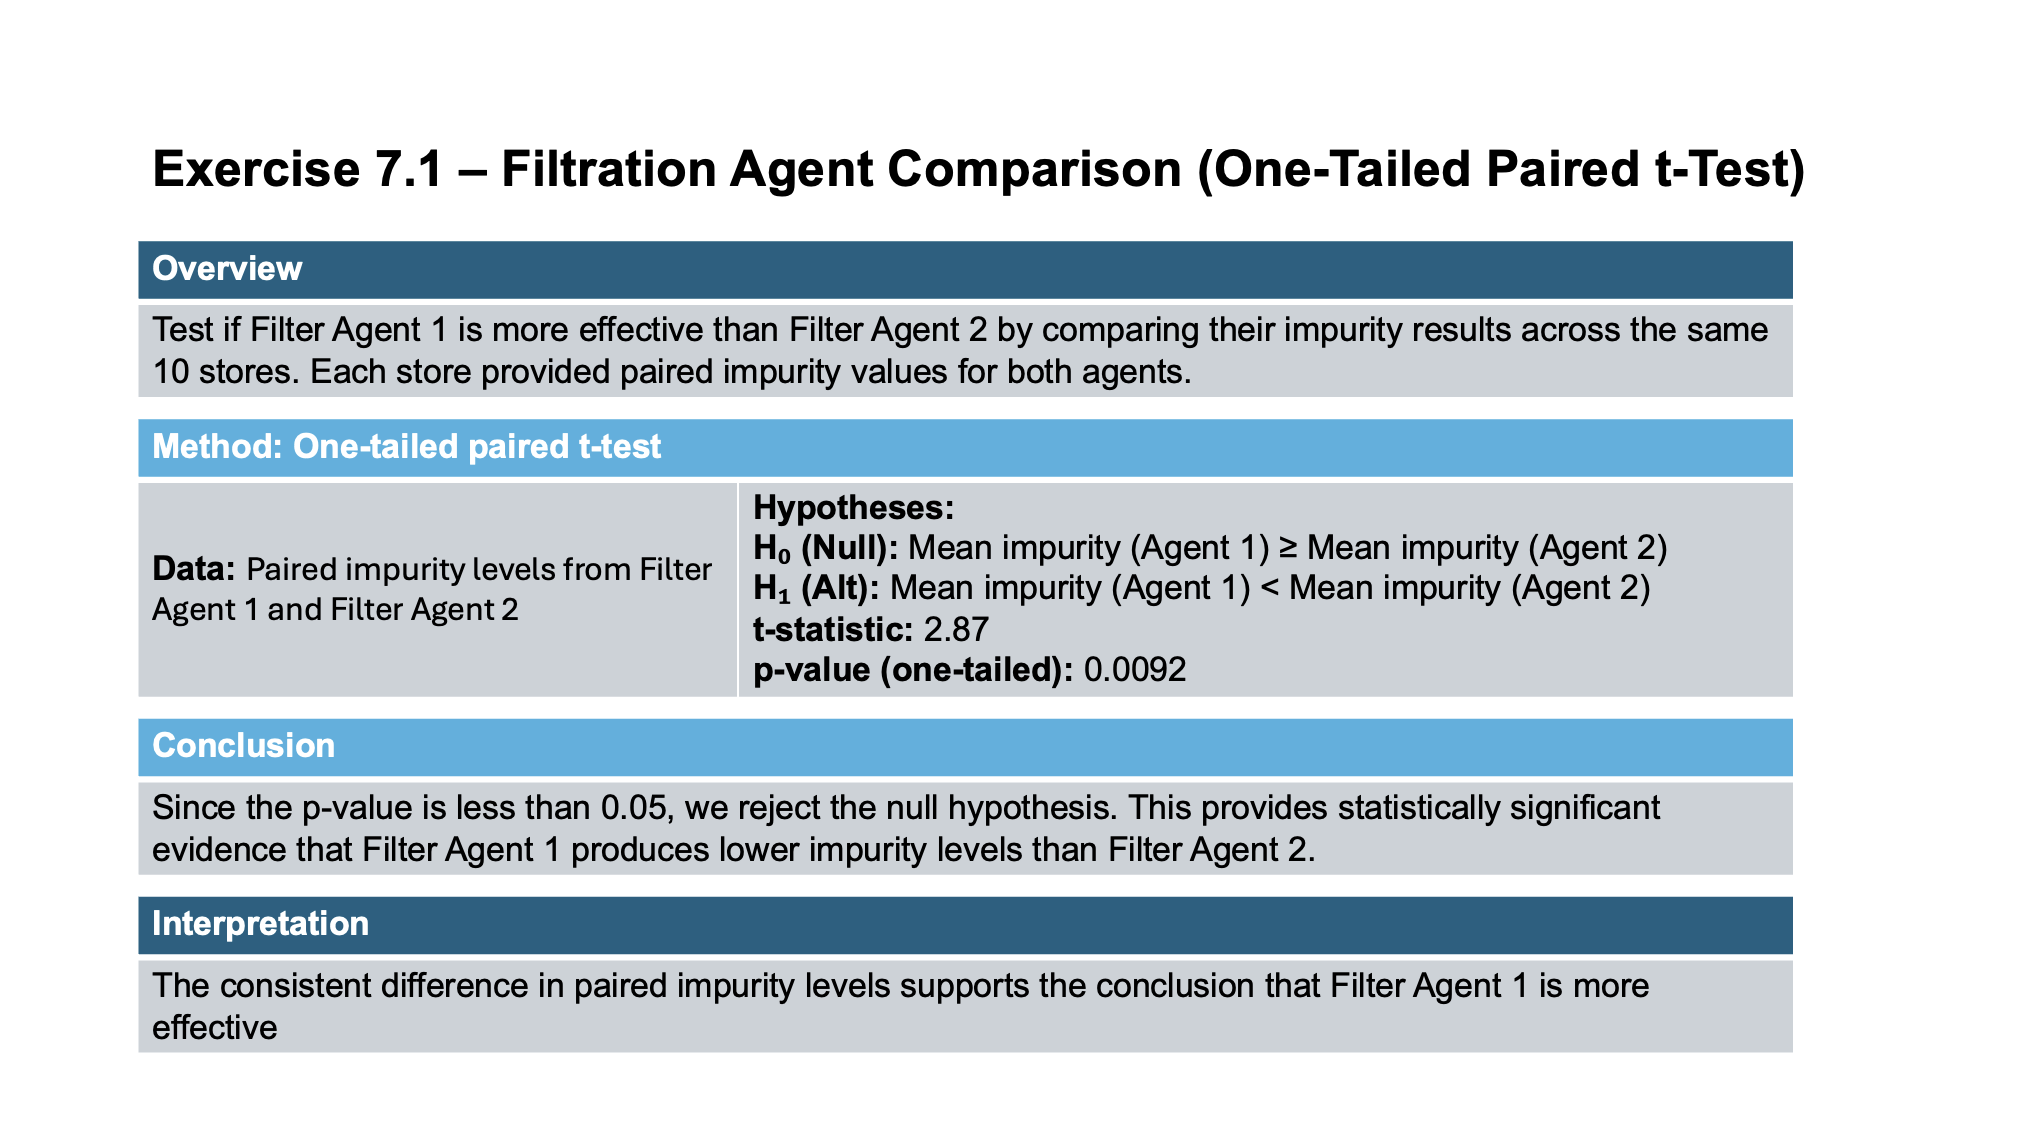 Exercise 7.1 – Filtration Agent Comparison (One-Tailed Paired t-Test)
Overview
Test if Filter Agent 1 is more effective than Filter Agent 2 by comparing their impurity results across the same
10 stores. Each store provided paired impurity values for both agents.
Method: One-tailed paired t-test
Data: Paired impurity levels from Filter
Agent 1 and Filter Agent 2
Hypotheses:
H₀ (Null): Mean impurity (Agent 1) ≥ Mean impurity (Agent 2)
H₁ (Alt): Mean impurity (Agent 1) < Mean impurity (Agent 2)
t-statistic: 2.87
p-value (one-tailed): 0.0092
Conclusion
Since the p-value is less than 0.05, we reject the null hypothesis. This provides statistically significant
evidence that Filter Agent 1 produces lower impurity levels than Filter Agent 2.
Interpretation
The consistent difference in paired impurity levels supports the conclusion that Filter Agent 1 is more
effective